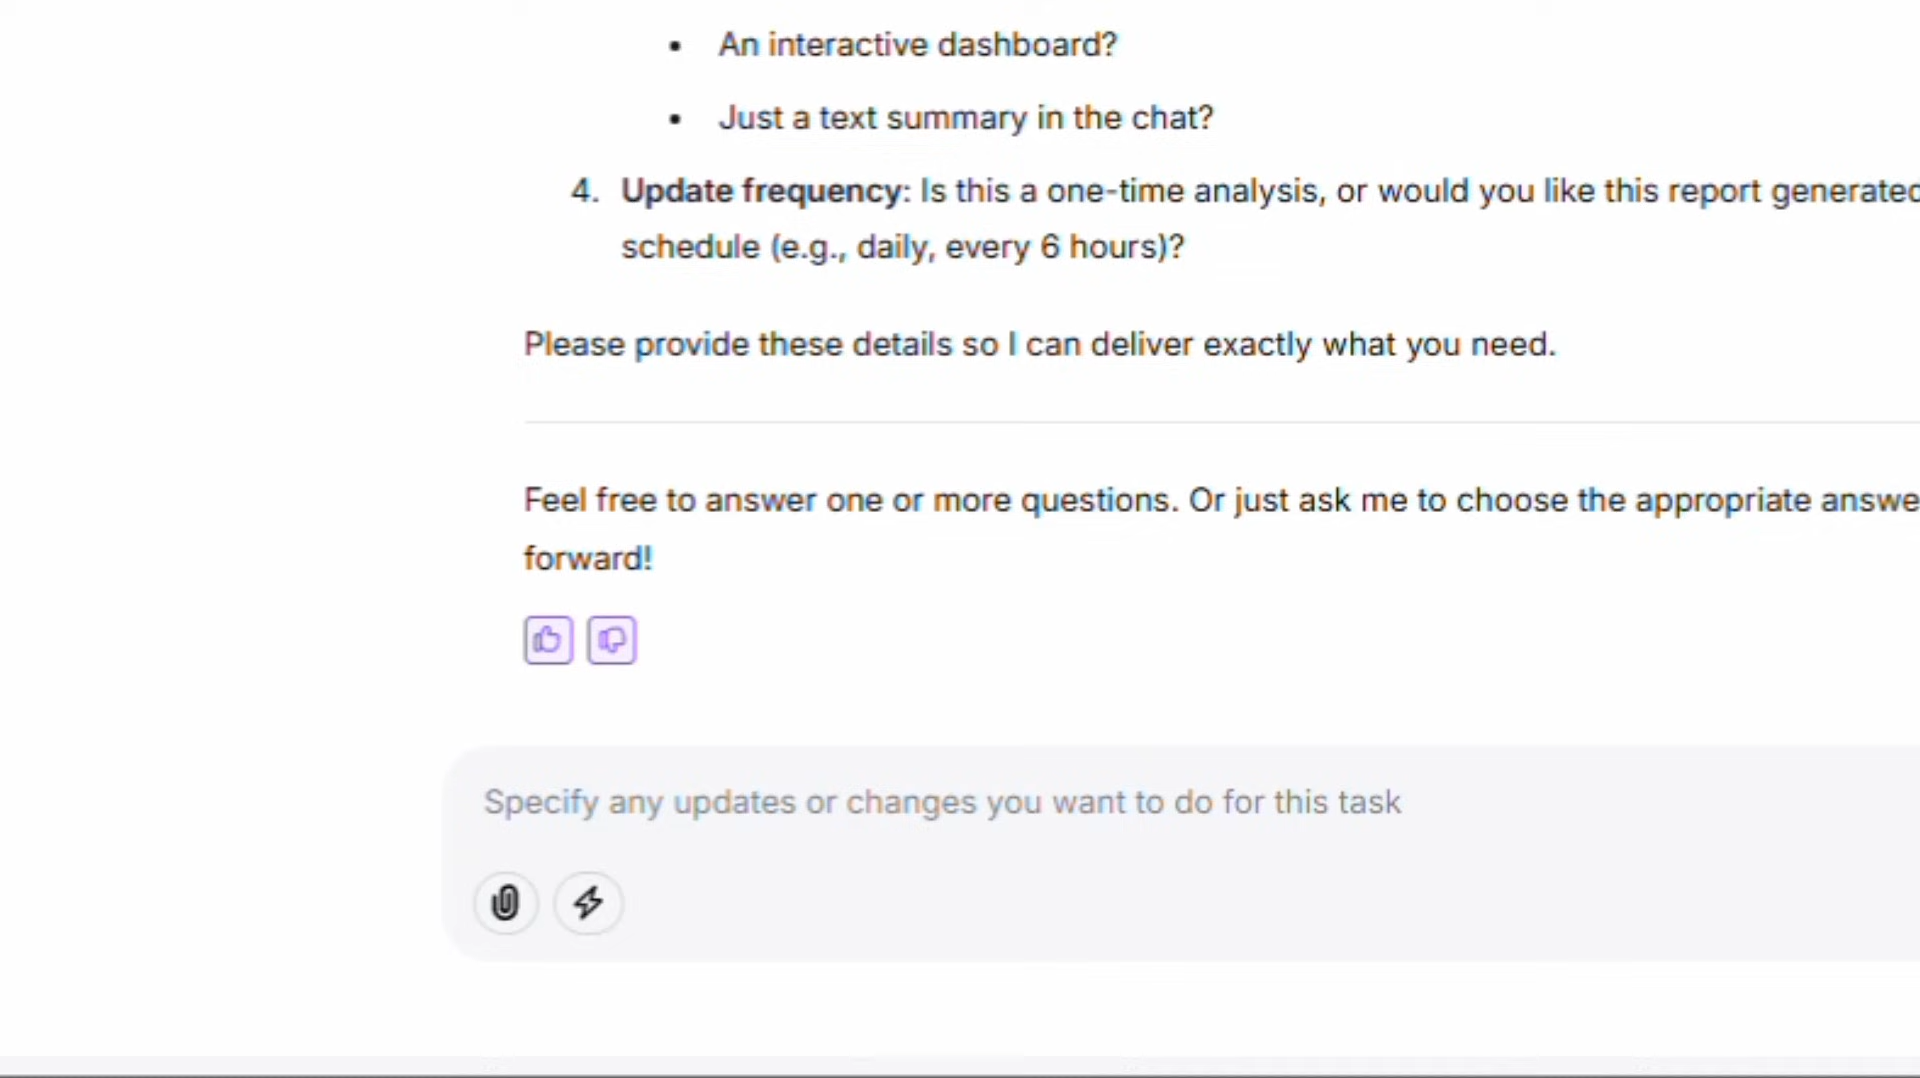 • An interactive dashboard?
• Just a text summary in the chat?
4. Update frequency: Is this a one-time analysis, or would you like this report generated
schedule (e.g., daily, every 6 hours)?
Please provide these details so I can deliver exactly what you need.
Feel free to answer one or more questions. Or just ask me to choose the appropriate answe
forward!
Specify any updates or changes you want to do for this task